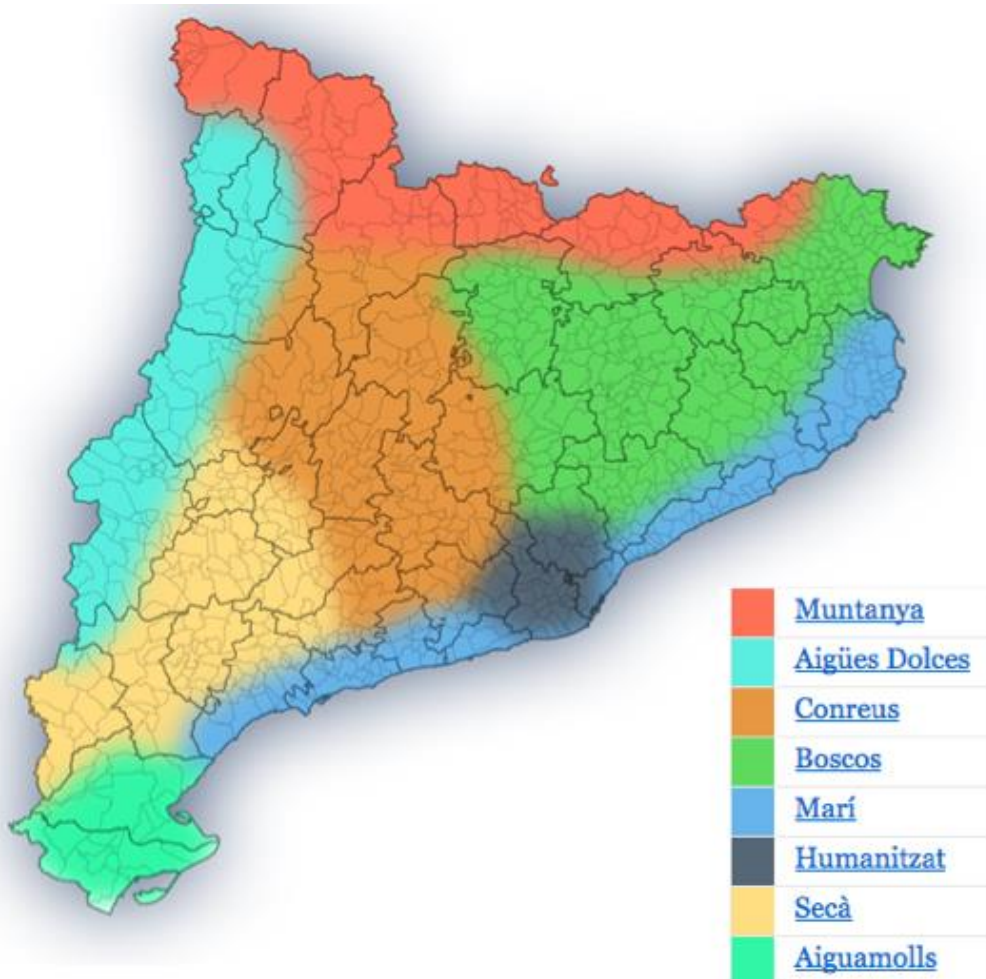 Muntanya
Aigües Dolces
Conreus
Boscos
Marí
Humanitzat
Secà
Aiguamolls